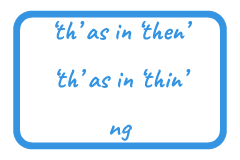 ‘th’ as in ‘then’
‘th’ as in ‘thin’
ng